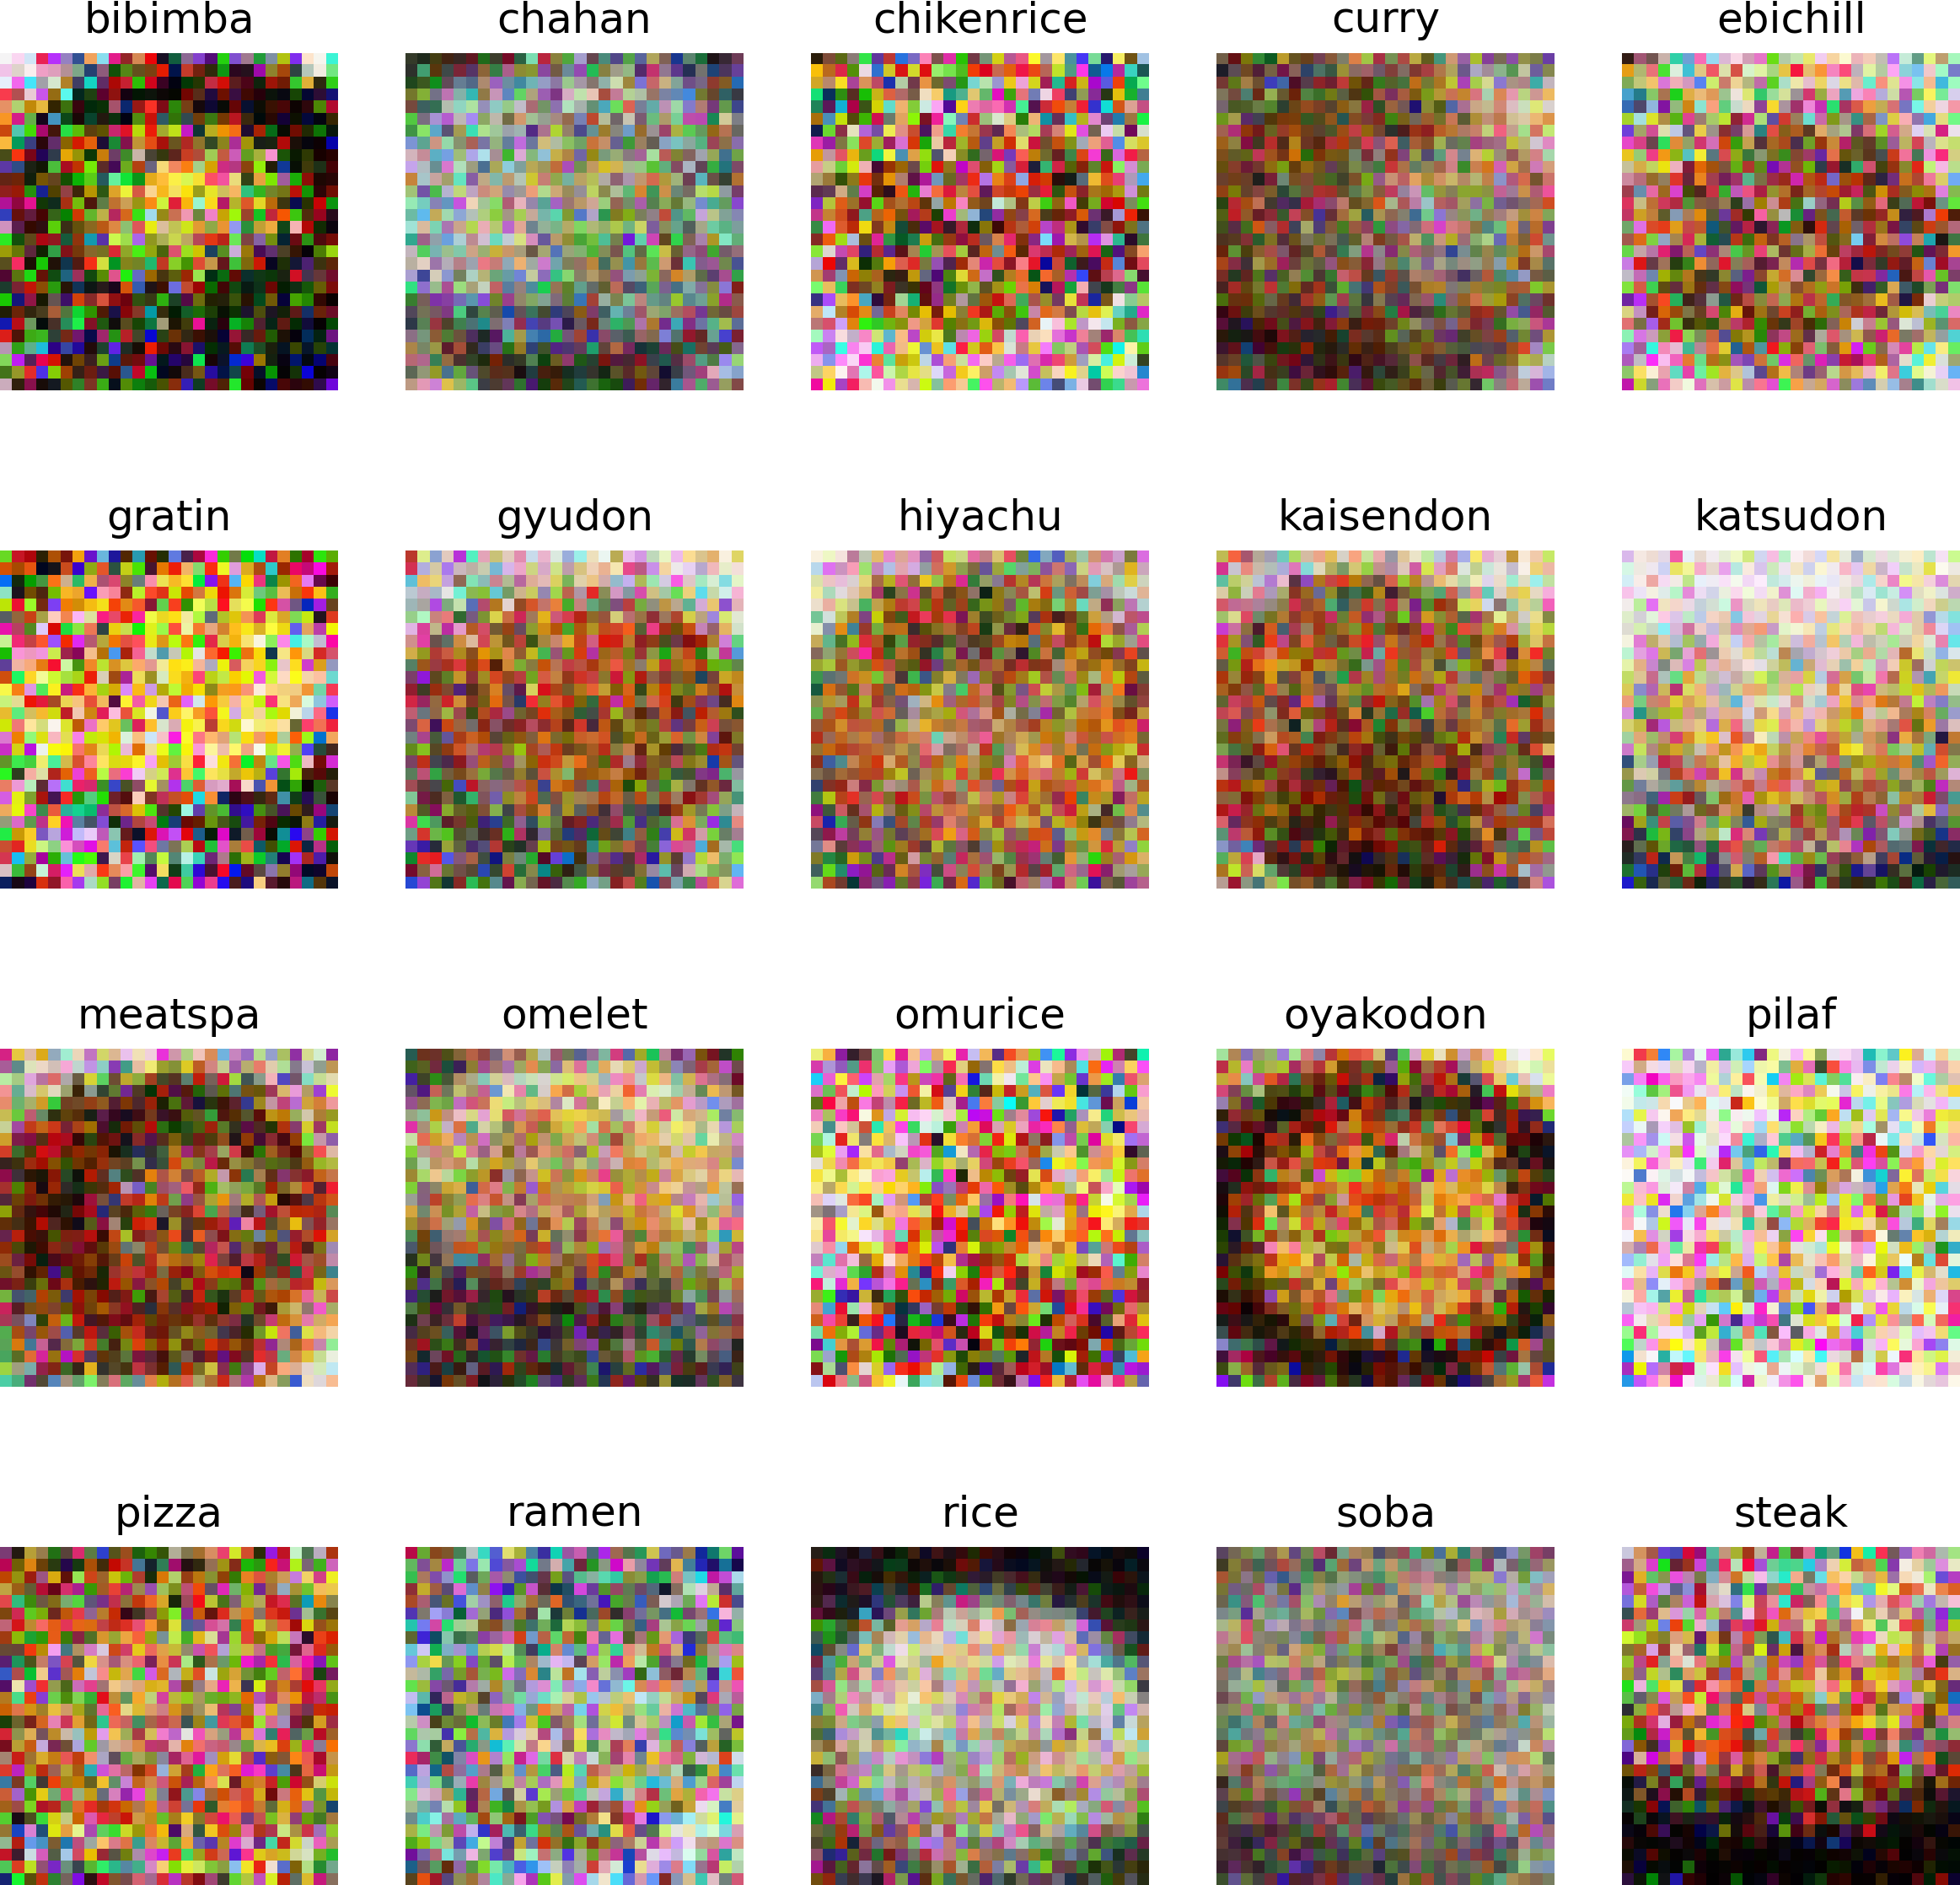 bibimba chahan chikenrice curry ebichill
gratin gyudon hiyachu kaisendon katsudon
meatspa omelet omurice oyakodon pilaf
pizza ramen rice soba steak